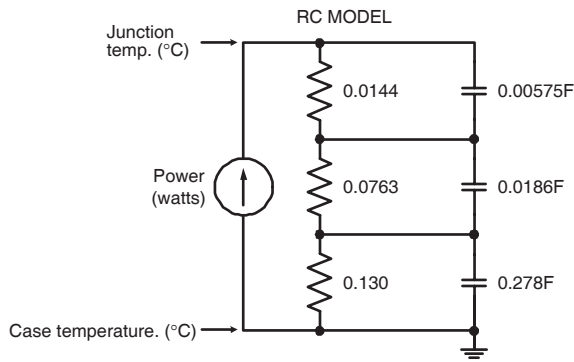 RC MODEL
Junction
temp. (°C)
0.0144
0.00575F
Power
(watts)
0.0763
0.0186F
0.130
0.278F
Case temperature. (°C)